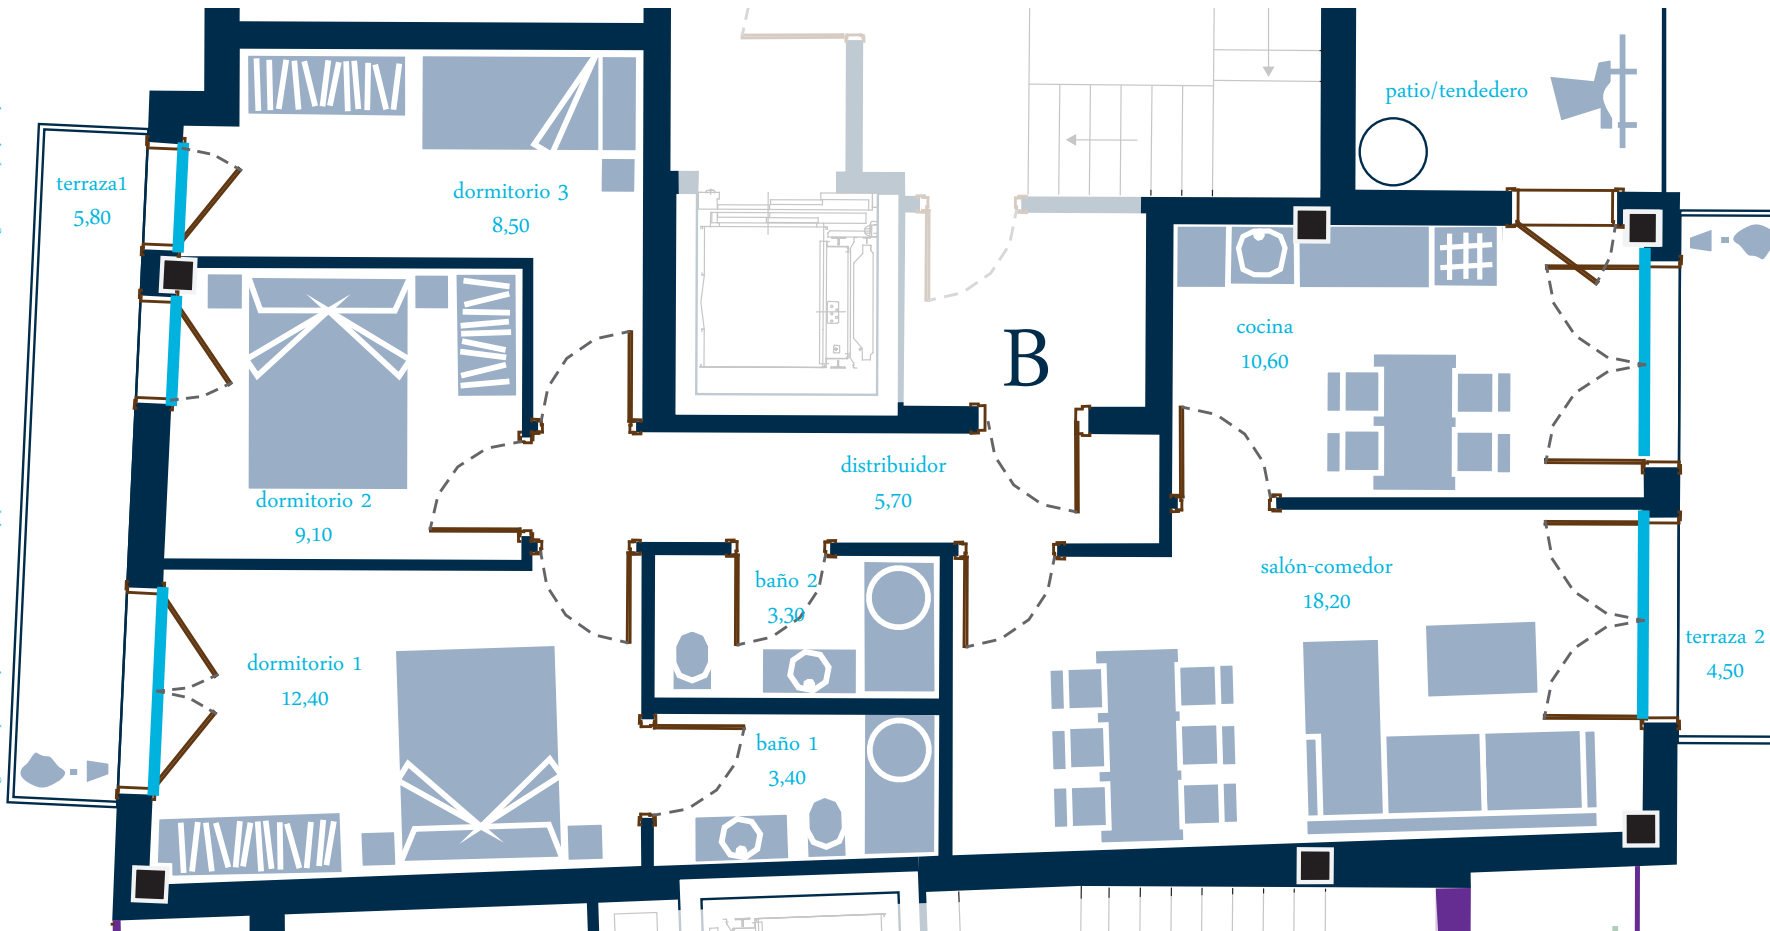 patio/tendedero
terraza1
5,80
dormitorio 3
8,50
cocina
10,60
B
distribuidor
5,70
dormitorio 2
9,10
baño 2
3,30
salón-comedor
18,20
terraza 2
4,50
dormitorio 1
12,40
baño 1
3,40